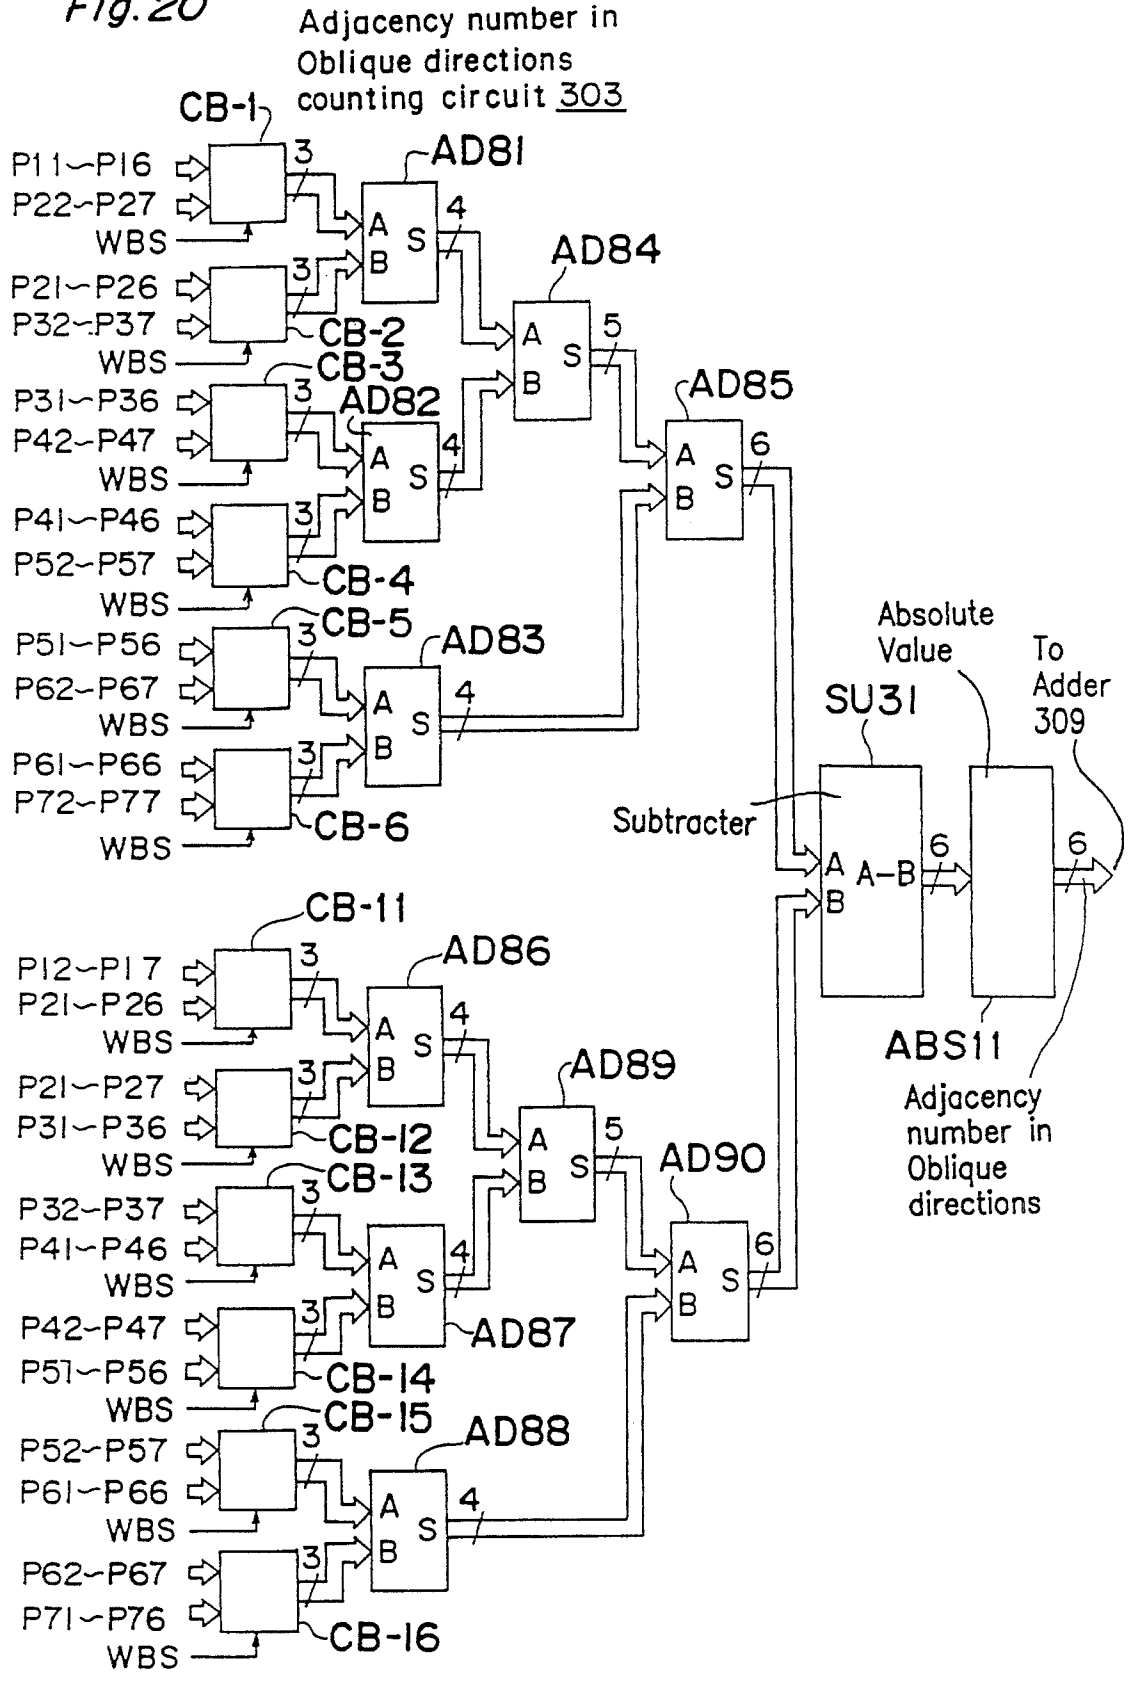 Fig. 20
Adjacency number in
Oblique directions
counting circuit 303
CB-1
P11~P16
P22~P27
WBS
3
AD81
A
B
S
4
P21~P26
P32~P37
WBS
3
CB-2
AD84
A
B
S
5
CB-3
P31~P36
P42~P47
WBS
3
AD82
A
B
S
4
P41~P46
P52~P57
WBS
3
CB-4
AD85
A
B
S
6
CB-5
P51~P56
P62~P67
WBS
3
AD83
A
B
S
4
P61~P66
P72~P77
WBS
3
CB-6
Absolute
Value
To
Adder
309
SU31
Subtracter
A
B
A-B
6
6
ABS11
Adjacency
number in
Oblique
directions
CB-11
P12~P17
P21~P26
WBS
3
AD86
A
B
S
4
P21~P27
P31~P36
WBS
3
CB-12
AD89
A
B
S
5
CB-13
P32~P37
P41~P46
WBS
3
A
B
S
4
AD87
P42~P47
P51~P56
WBS
3
CB-14
AD90
A
B
S
6
CB-15
P52~P57
P61~P66
WBS
3
AD88
A
B
S
4
P62~P67
P71~P76
WBS
3
CB-16